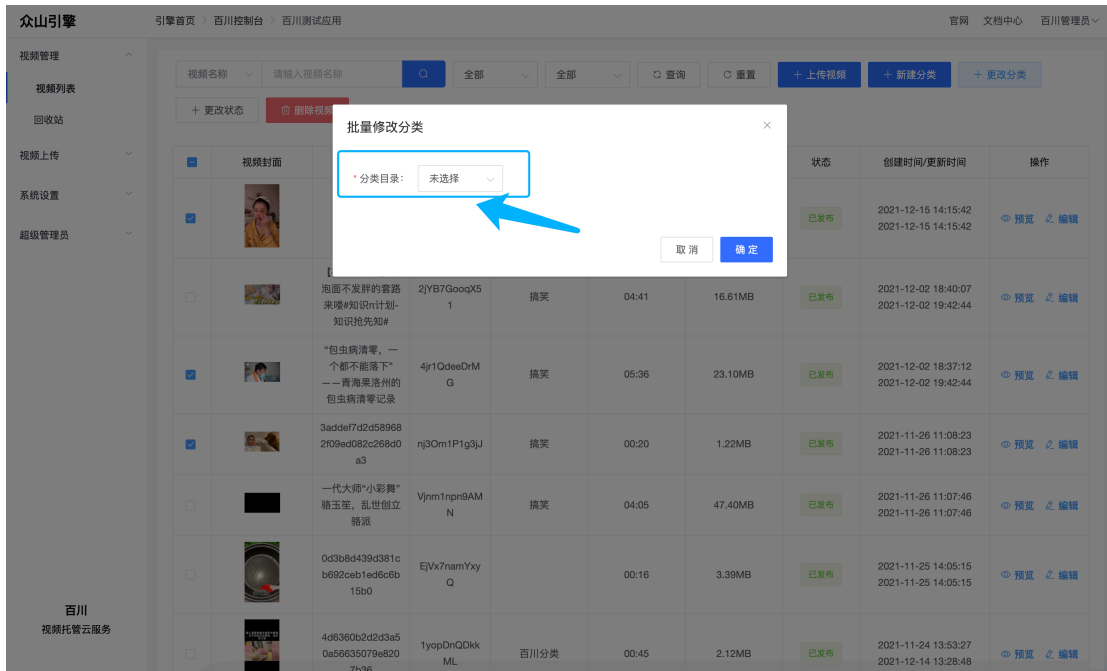 众山引擎
引擎首页 > 百川控制台 > 百川测试应用
官网 文档中心 百川管理员
视频管理
视频列表
回收站
视频上传
系统设置
超级管理员
视频名称 请输入视频名称 全部 全部 查询 重置 + 上传视频 + 新建分类 + 更改分类
+ 更改状态 删除视频
批量修改分类
* 分类目录： 未选择
取 消 确 定
视频封面 状态 创建时间/更新时间 操作
已发布 2021-12-15 14:15:42 预览 编辑
2021-12-15 14:15:42
泡面不发胖的套路
来喽#知识n计划-
知识抢先知#
2jYB7GooqX5
1
搞笑 04:41 16.61MB 已发布
2021-12-02 18:40:07
2021-12-02 19:42:44
预览 编辑
“包虫病清零，一
个都不能落下”
——青海果洛州的
包虫病清零记录
4jr1QdeeDrM
G
搞笑 05:36 23.10MB 已发布
2021-12-02 18:37:12
2021-12-02 19:42:44
预览 编辑
3addef7d2d58968
2f09ed082c268d0
a3
nj3Om1P1g3jJ
搞笑 00:20 1.22MB 已发布
2021-11-26 11:08:23
2021-11-26 11:08:23
预览 编辑
一代大师“小彩舞”
骆玉笙，乱世创立
骆派
Vjnm1npn9AM
N
搞笑 04:05 47.40MB 已发布
2021-11-26 11:07:46
2021-11-26 11:07:46
预览 编辑
0d3b8d439d381c
b692ceb1ed6c6b
15b0
EjVx7namYxy
Q
00:16 3.39MB 已发布
2021-11-25 14:05:15
2021-11-25 14:05:15
预览 编辑
4d6360b2d2d3a5
0a56635079e820
7b36
1yopDnQDkk
ML
百川分类 00:45 2.12MB 已发布
2021-11-24 13:53:27
2021-12-14 13:28:48
预览 编辑
百川
视频托管云服务